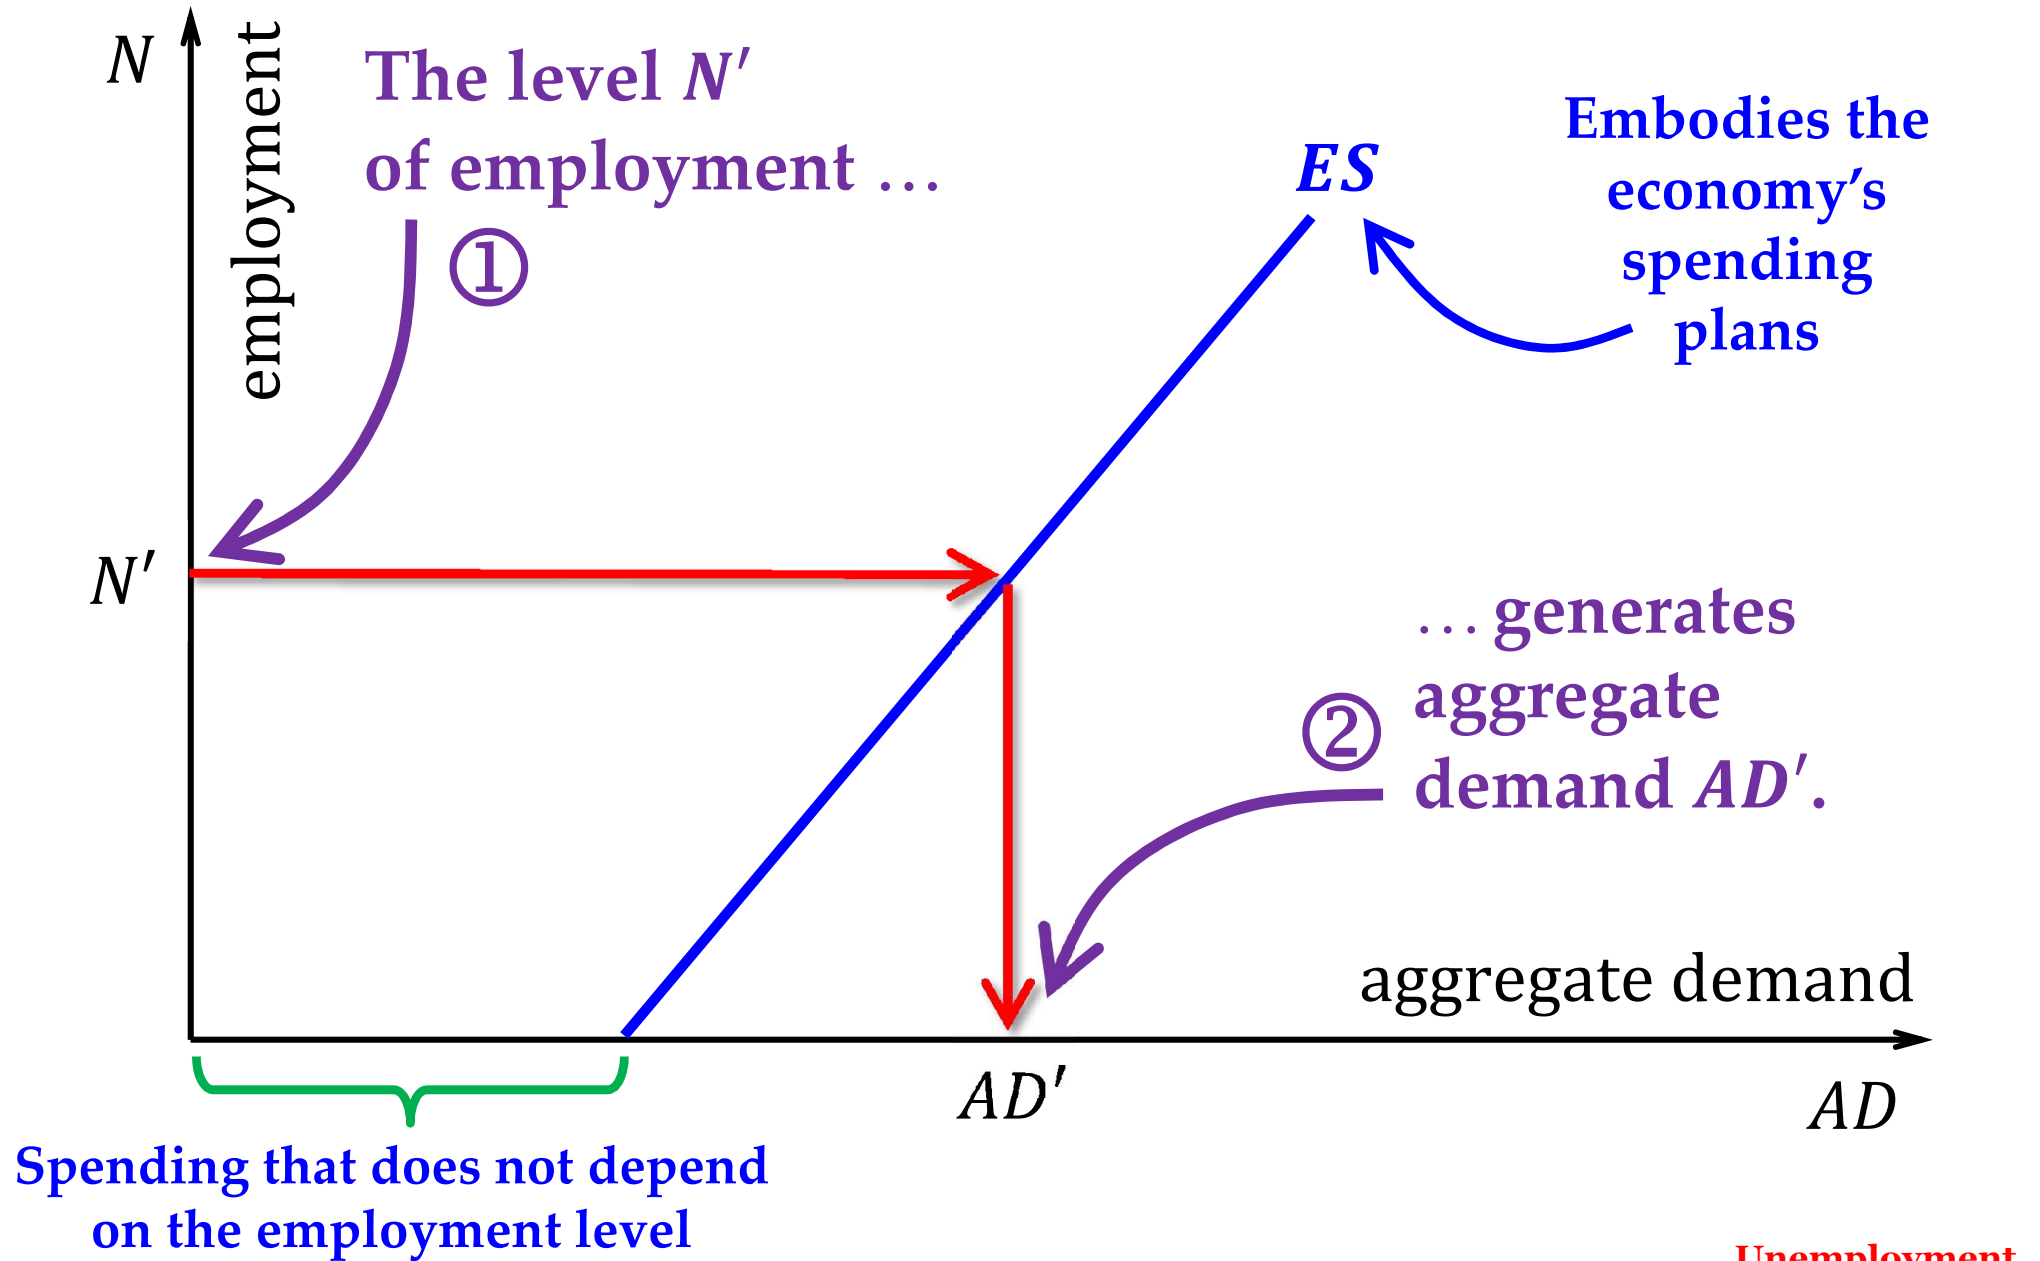 N
employment
The level N′
of employment …
①
ES
Embodies the
economy’s
spending
plans
N′
… generates
aggregate
demand AD′.
②
aggregate demand
AD′
AD
Spending that does not depend
on the employment level
Unemployment